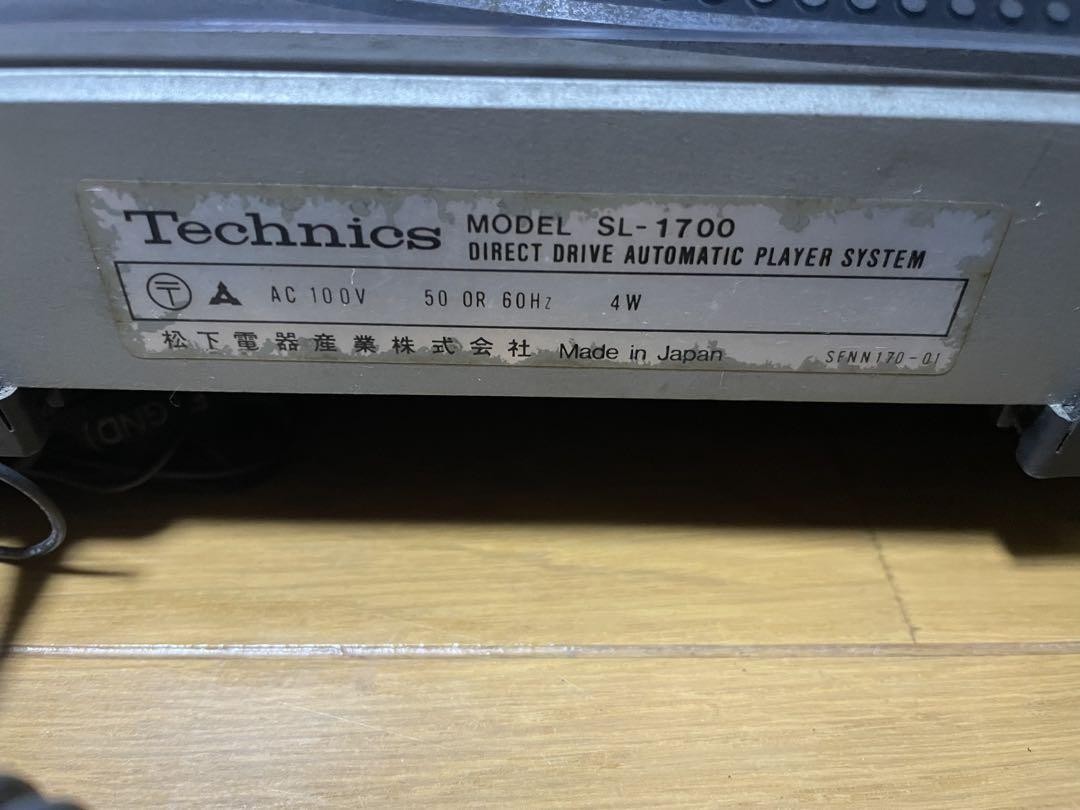 Technics MODEL SL-1700
DIRECT DRIVE AUTOMATIC PLAYER SYSTEM
〒 AC 100V 50 OR 60Hz 4W
松下電器産業株式会社 Made in Japan SFNN170-01
GND)